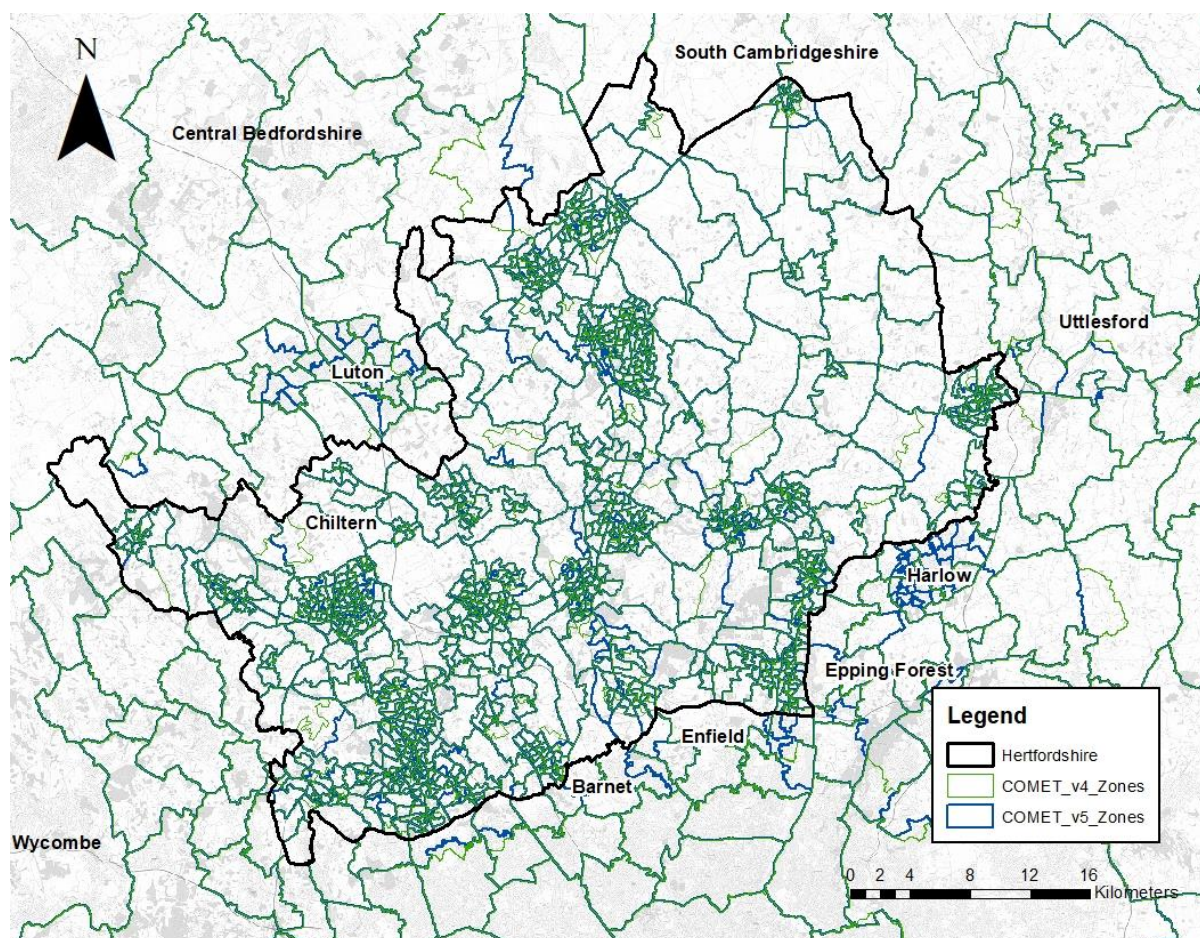 N
South Cambridgeshire
Central Bedfordshire
Uttlesford
Luton
Chiltern
Harlow
Epping Forest
Enfield
Barnet
Wycombe
Legend
Hertfordshire
COMET_v4_Zones
COMET_v5_Zones
0 2 4 8 12 16
Kilometers